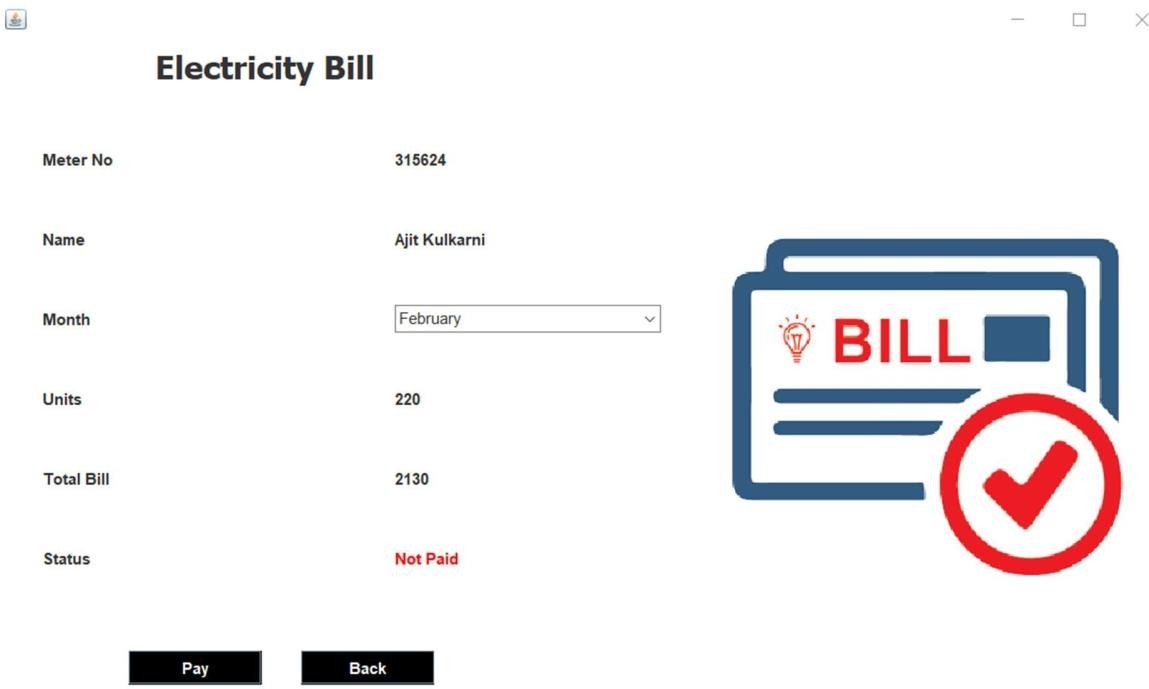 Electricity Bill
Meter No 315624
Name Ajit Kulkarni
Month February
Units 220
Total Bill 2130
Status Not Paid
BILL
Pay Back